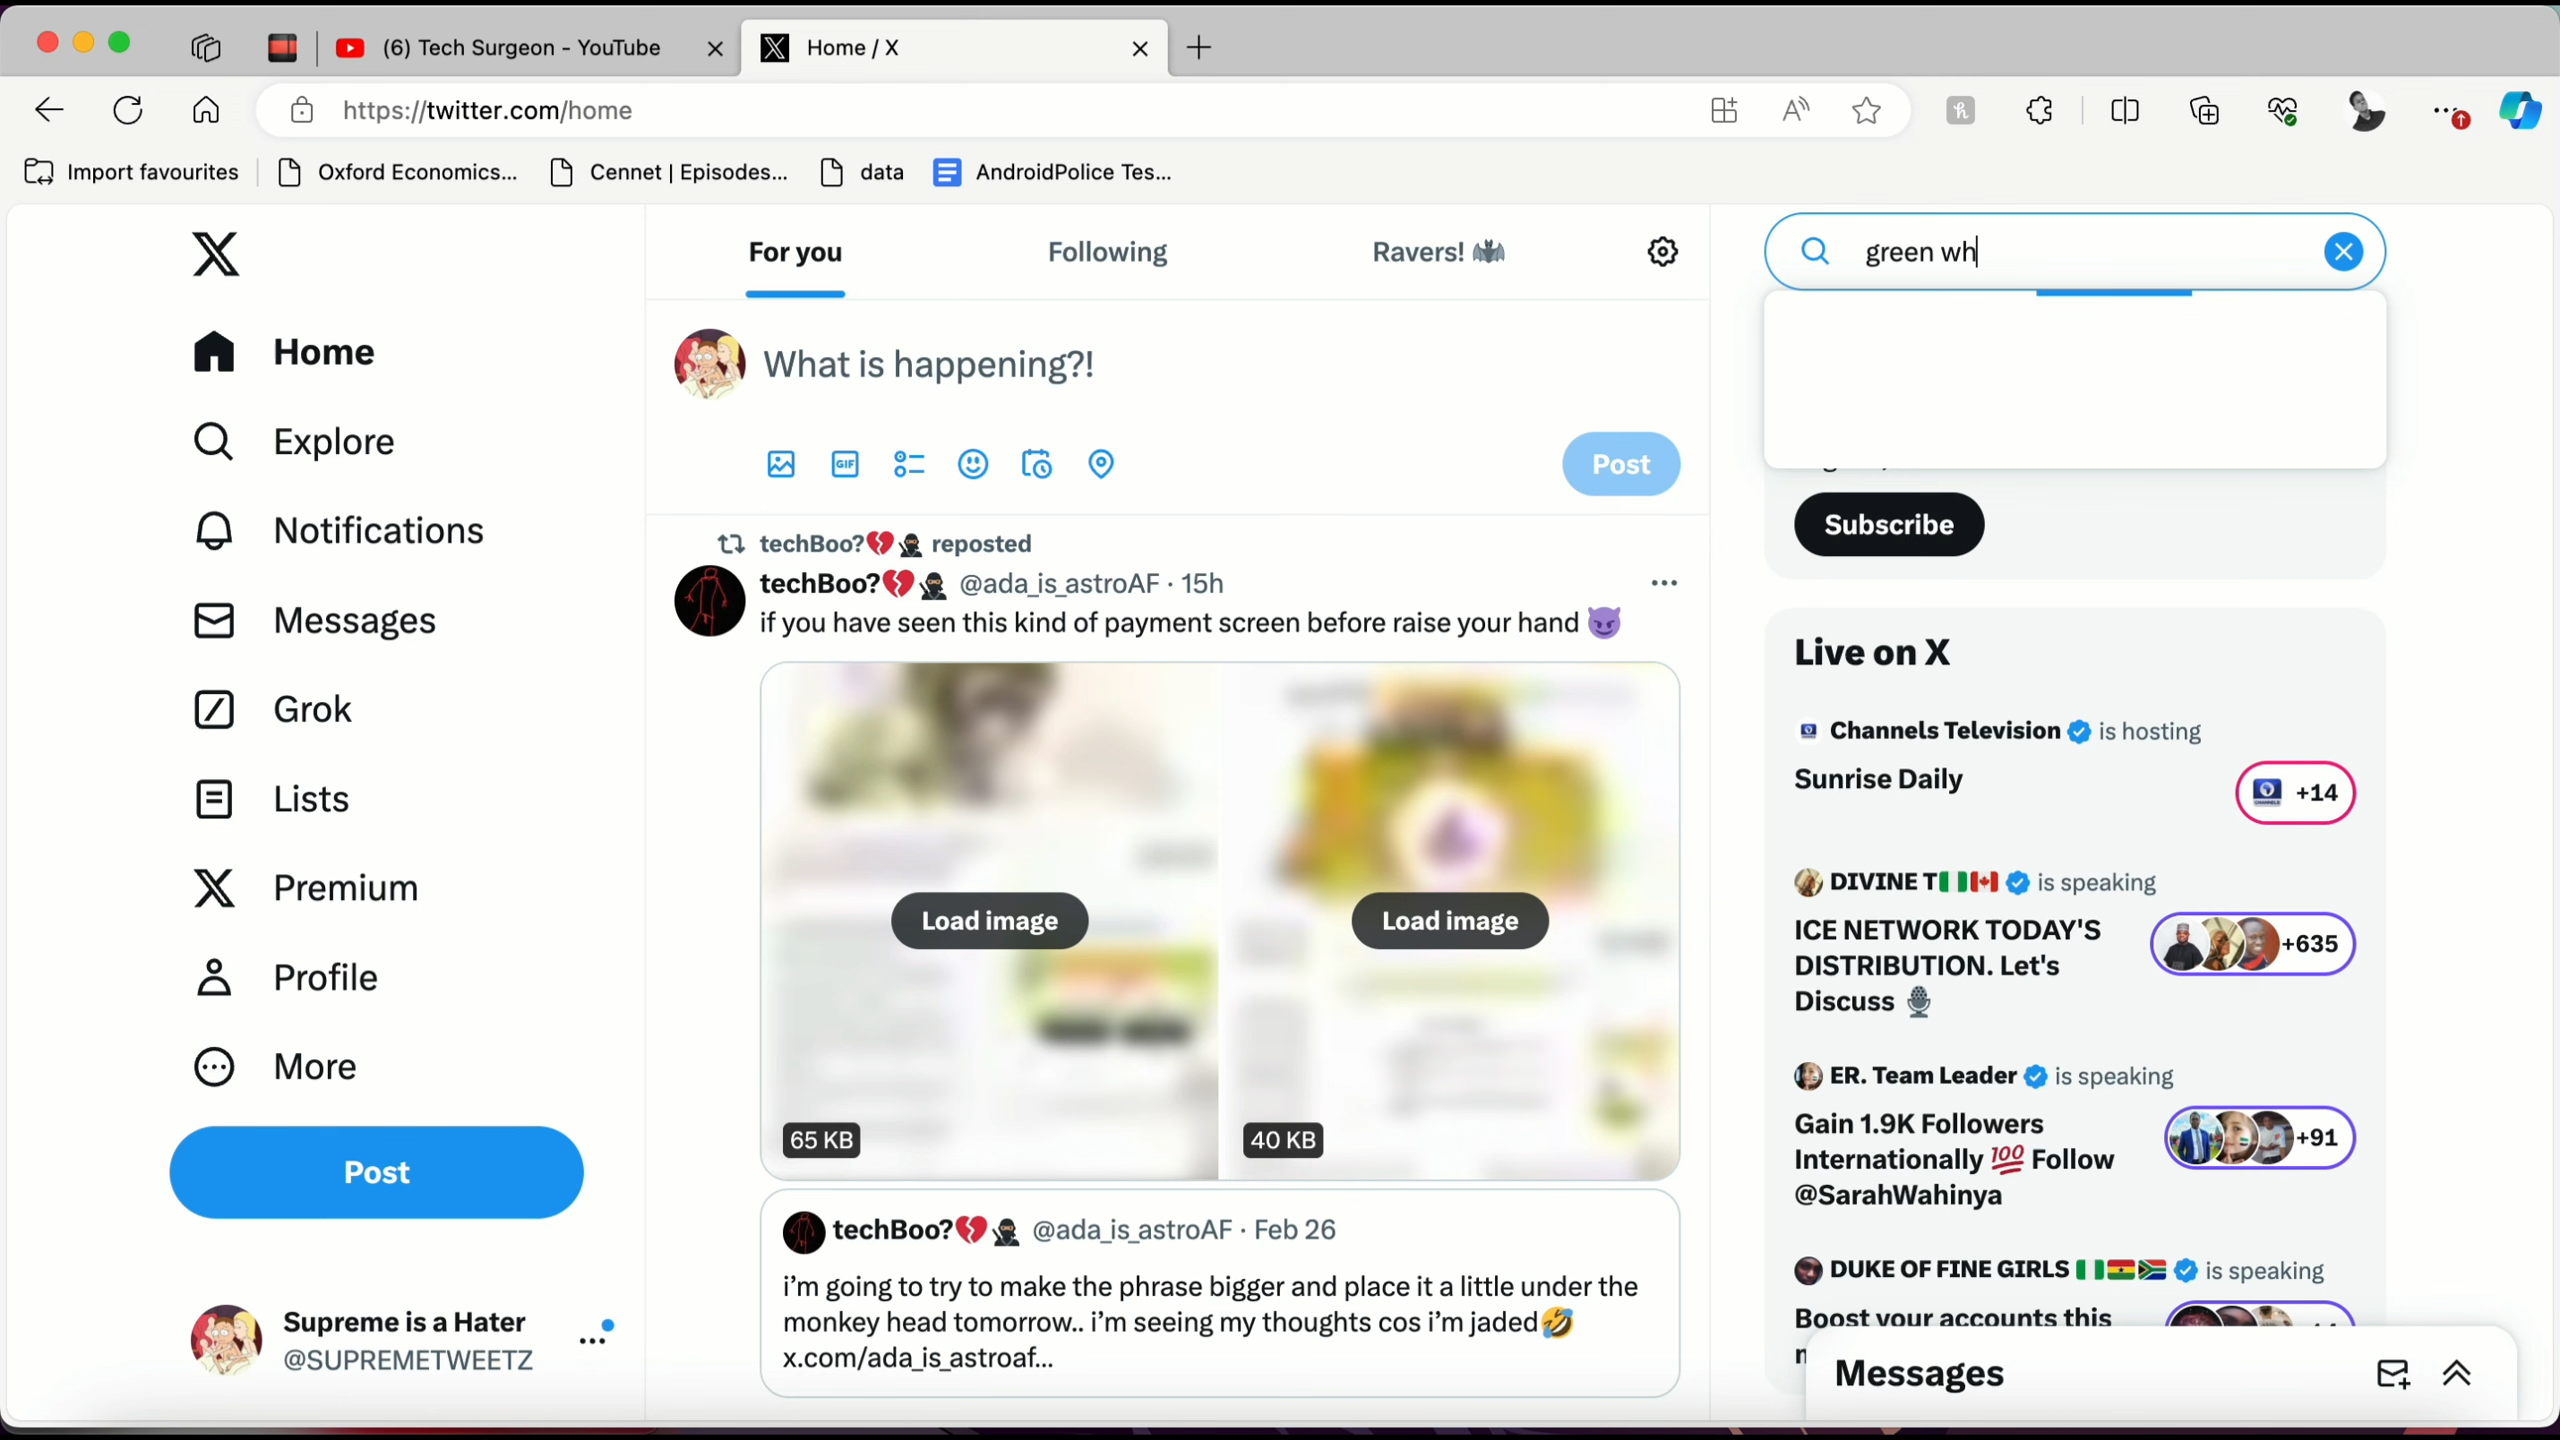 (6) Tech Surgeon - YouTube
Home / X
https://twitter.com/home
Import favourites
Oxford Economics...
Cennet | Episodes...
data
AndroidPolice Tes...
Home
Explore
Notifications
Messages
Grok
Lists
Premium
Profile
More
Post
Supreme is a Hater
@SUPREMETWEETZ
For you
Following
Ravers! 🦇
What is happening?!
GIF
Post
techBoo?💔🥷 reposted
techBoo?💔🥷 @ada_is_astroAF · 15h
if you have seen this kind of payment screen before raise your hand 😈
Load image
Load image
65 KB
40 KB
techBoo?💔🥷 @ada_is_astroAF · Feb 26
i'm going to try to make the phrase bigger and place it a little under the
monkey head tomorrow.. i'm seeing my thoughts cos i'm jaded🤣
x.com/ada_is_astroaf...
green wh
Subscribe
Live on X
Channels Television is hosting
Sunrise Daily
+14
DIVINE T🇳🇬🇨🇦 is speaking
ICE NETWORK TODAY'S
DISTRIBUTION. Let's
Discuss 🎙️
+635
ER. Team Leader is speaking
Gain 1.9K Followers
Internationally 💯 Follow
@SarahWahinya
+91
DUKE OF FINE GIRLS 🇳🇬🇬🇭🇿🇦 is speaking
Boost your accounts this
Messages